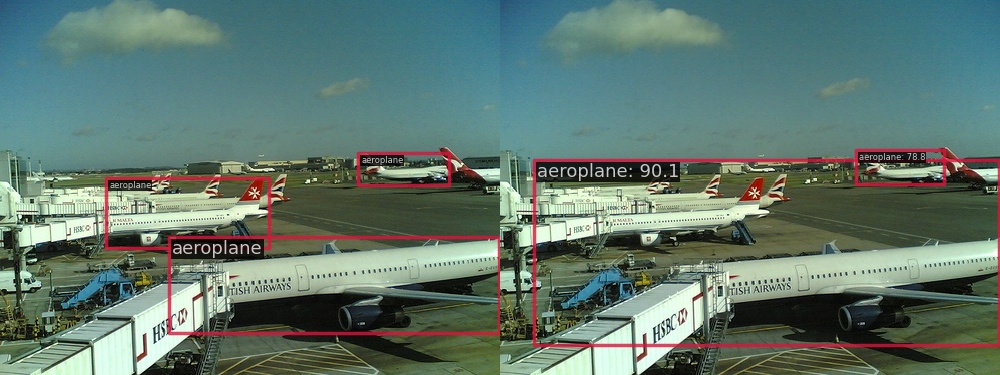 aeroplane
aeroplane
aeroplane
HSBC
TISH AIRWAYS
HSBC
aeroplane: 78.8
aeroplane: 90.1
HSBC
TISH AIRWAYS
HSBC